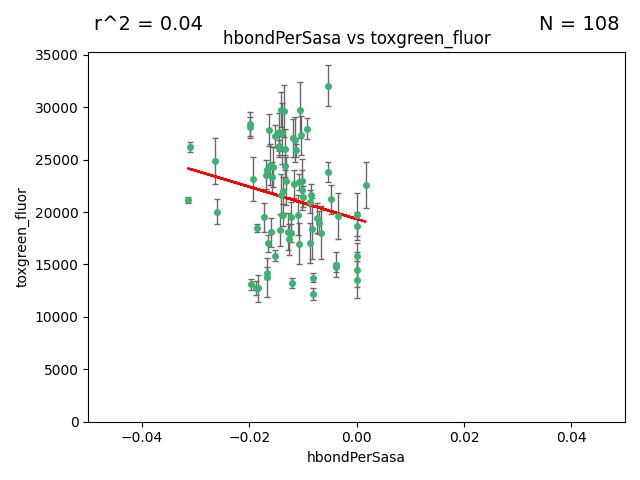 r^2 = 0.04
N = 108
hbondPerSasa vs toxgreen_fluor
35000
30000
25000
20000
15000
10000
5000
0
toxgreen_fluor
−0.04
−0.02
0.00
0.02
0.04
hbondPerSasa